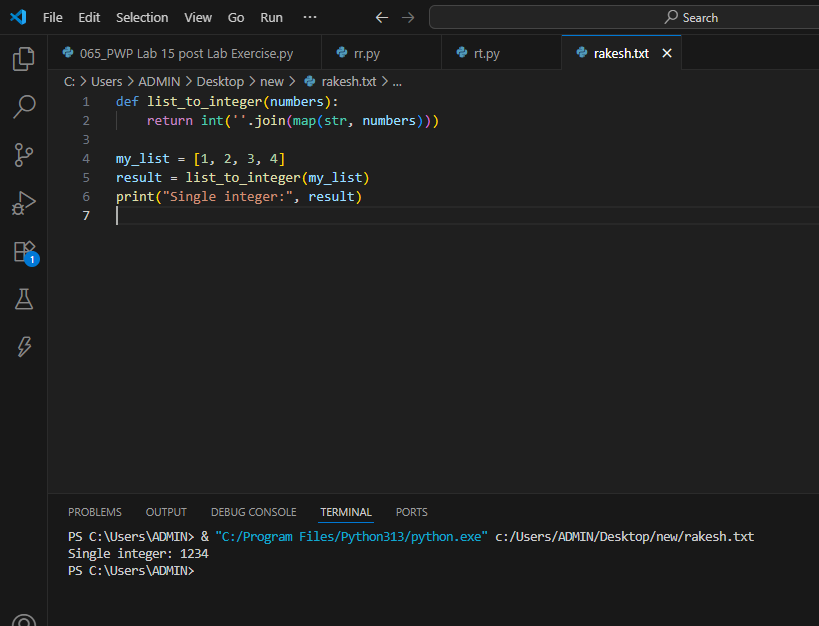 File Edit Selection View Go Run ··· ← → Search
065_PWP Lab 15 post Lab Exercise.py rr.py rt.py rakesh.txt ×
C: > Users > ADMIN > Desktop > new > rakesh.txt > ...
1 def list_to_integer(numbers):
2     return int(''.join(map(str, numbers)))
3
4 my_list = [1, 2, 3, 4]
5 result = list_to_integer(my_list)
6 print("Single integer:", result)
7
1
PROBLEMS OUTPUT DEBUG CONSOLE TERMINAL PORTS
PS C:\Users\ADMIN> & "C:/Program Files/Python313/python.exe" c:/Users/ADMIN/Desktop/new/rakesh.txt
Single integer: 1234
PS C:\Users\ADMIN>